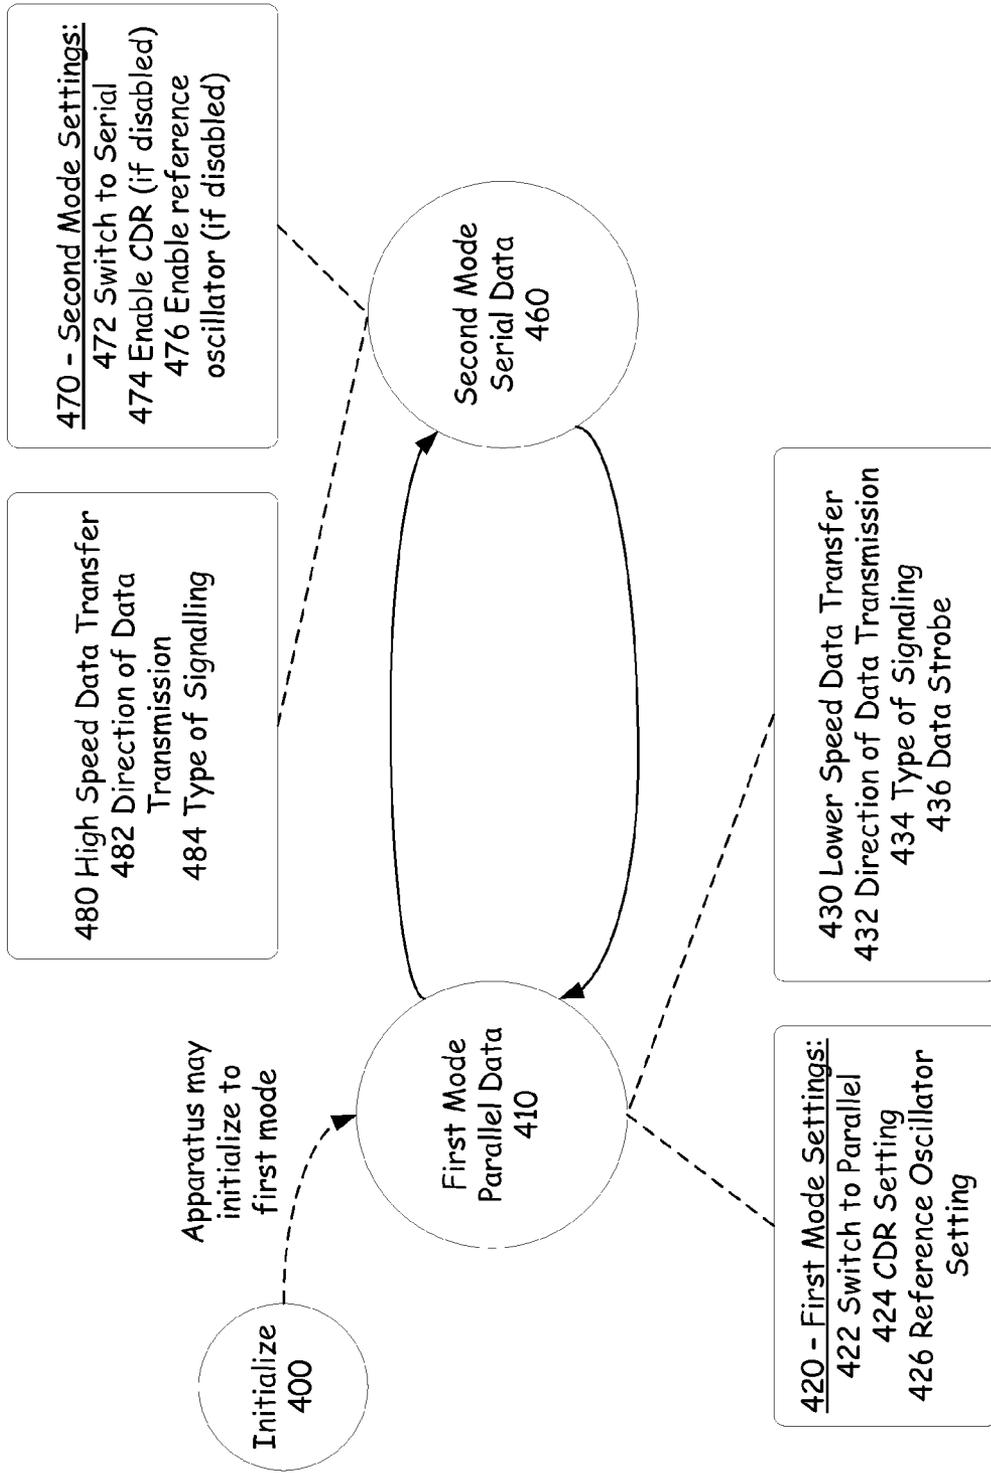 Initialize
400
Apparatus may
initialize to
first mode
First Mode
Parallel Data
410
420 - First Mode Settings:
422 Switch to Parallel
424 CDR Setting
426 Reference Oscillator
Setting
430 Lower Speed Data Transfer
432 Direction of Data Transmission
434 Type of Signaling
436 Data Strobe
480 High Speed Data Transfer
482 Direction of Data
Transmission
484 Type of Signalling
470 - Second Mode Settings:
472 Switch to Serial
474 Enable CDR (if disabled)
476 Enable reference
oscillator (if disabled)
Second Mode
Serial Data
460